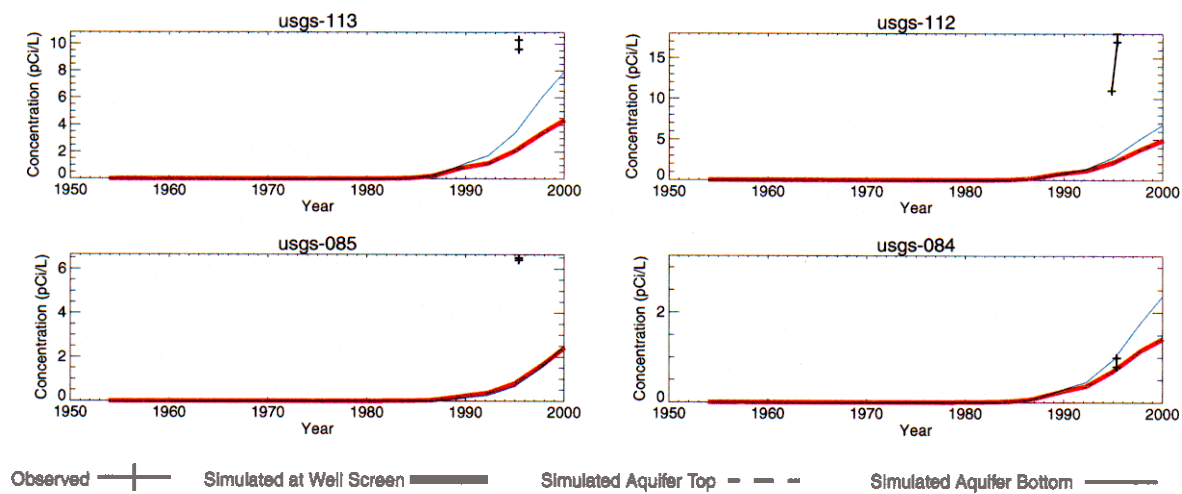 usgs-113
Concentration (pCi/L)
10
8
6
4
2
0
1950 1960 1970 1980 1990 2000
Year
usgs-112
Concentration (pCi/L)
15
10
5
0
1950 1960 1970 1980 1990 2000
Year
usgs-085
Concentration (pCi/L)
6
4
2
0
1950 1960 1970 1980 1990 2000
Year
usgs-084
Concentration (pCi/L)
2
0
1950 1960 1970 1980 1990 2000
Year
Observed Simulated at Well Screen Simulated Aquifer Top Simulated Aquifer Bottom